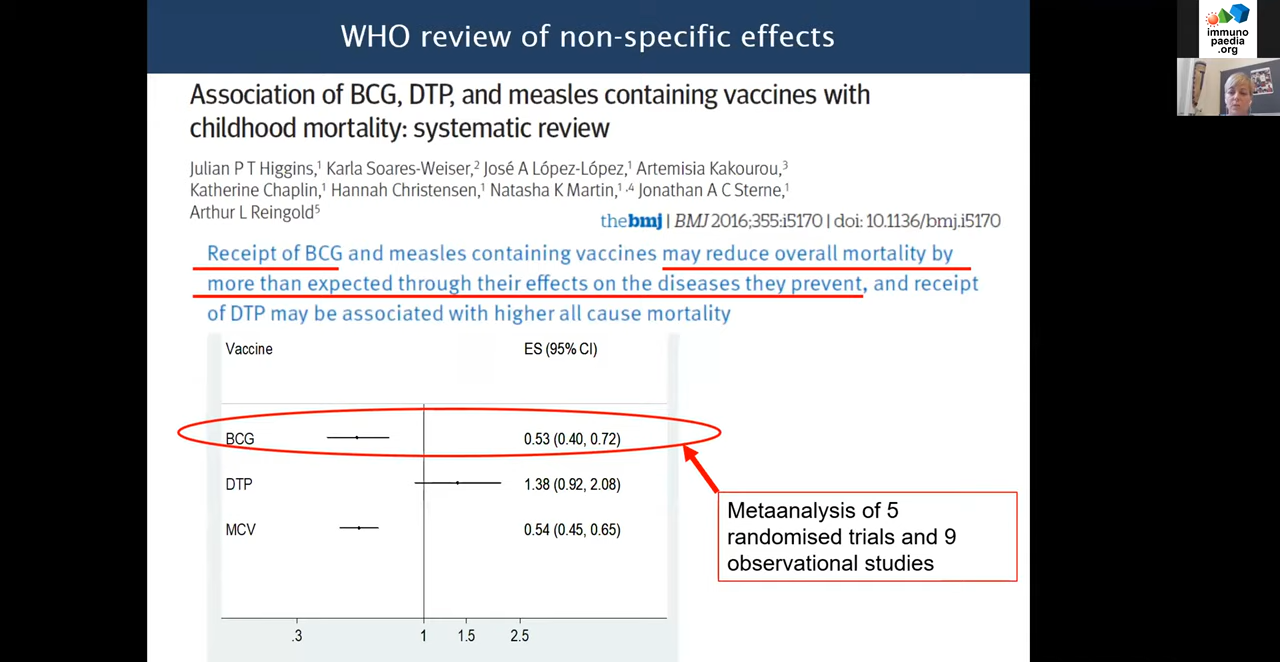 WHO review of non-specific effects
immuno
paedia
.org
Association of BCG, DTP, and measles containing vaccines with
childhood mortality: systematic review
Julian P T Higgins,¹ Karla Soares-Weiser,² José A López-López,¹ Artemisia Kakourou,³
Katherine Chaplin,¹ Hannah Christensen,¹ Natasha K Martin,¹ ,⁴ Jonathan A C Sterne,¹
Arthur L Reingold⁵
thebmj | BMJ 2016;355:i5170 | doi: 10.1136/bmj.i5170
Receipt of BCG and measles containing vaccines may reduce overall mortality by
more than expected through their effects on the diseases they prevent, and receipt
of DTP may be associated with higher all cause mortality
Vaccine ES (95% CI)
BCG 0.53 (0.40, 0.72)
DTP 1.38 (0.92, 2.08)
MCV 0.54 (0.45, 0.65)
.3 1 1.5 2.5
Metaanalysis of 5
randomised trials and 9
observational studies